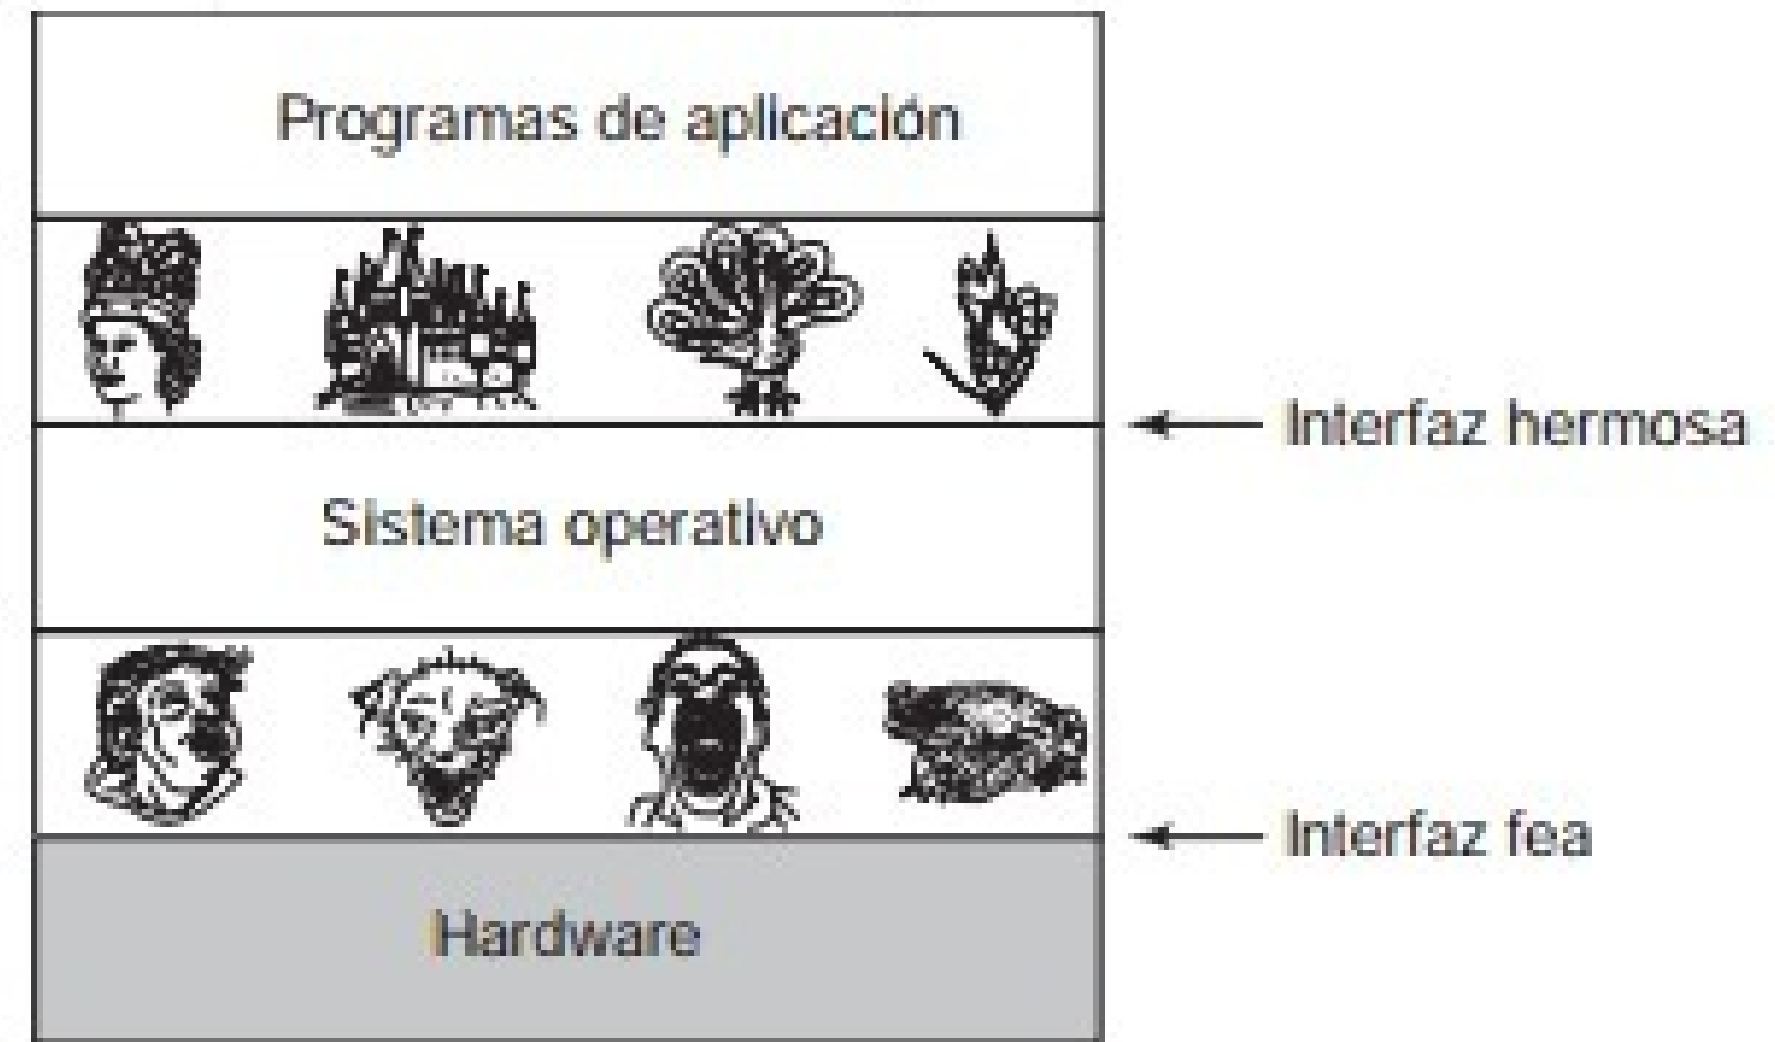 Programas de aplicación
Interfaz hermosa
Sistema operativo
Interfaz fea
Hardware